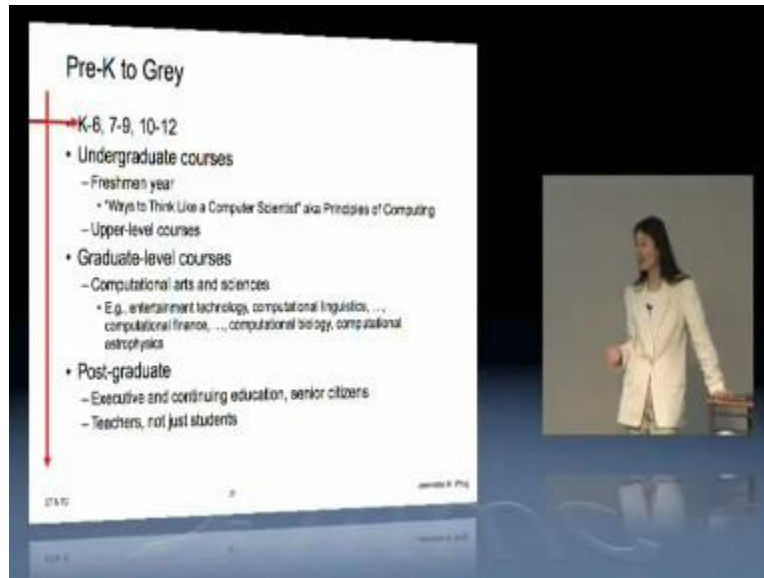 Pre-K to Grey
K-6, 7-9, 10-12
• Undergraduate courses
– Freshmen year
• "Ways to Think Like a Computer Scientist" aka Principles of Computing
– Upper-level courses
• Graduate-level courses
– Computational arts and sciences
• E.g., entertainment technology, computational linguistics, …,
computational finance, …, computational biology, computational
astrophysics
• Post-graduate
– Executive and continuing education, senior citizens
– Teachers, not just students